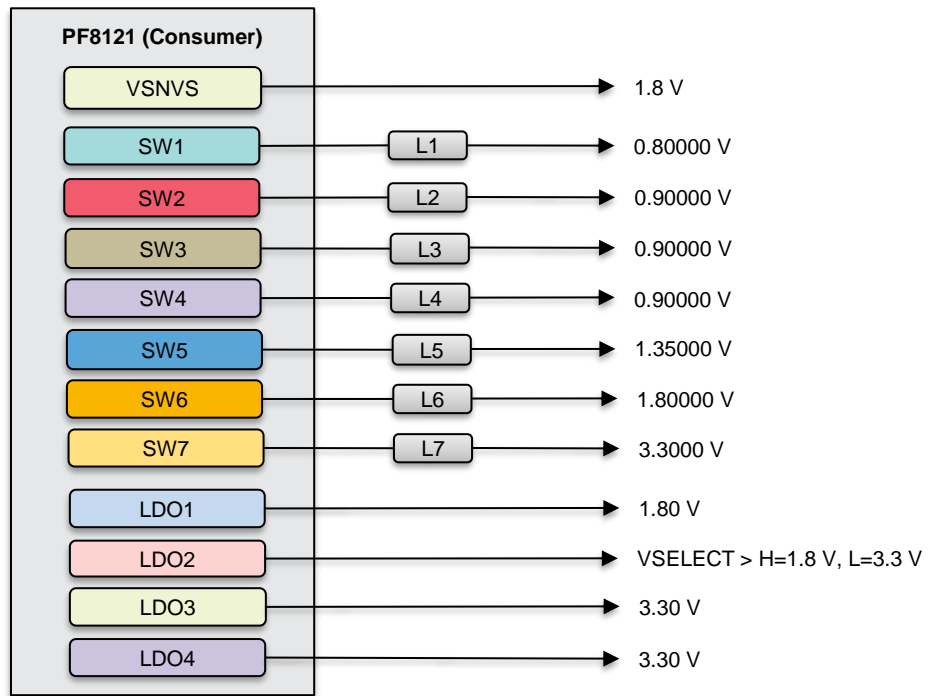 PF8121 (Consumer)
VSNVS 1.8 V
SW1 L1 0.80000 V
SW2 L2 0.90000 V
SW3 L3 0.90000 V
SW4 L4 0.90000 V
SW5 L5 1.35000 V
SW6 L6 1.80000 V
SW7 L7 3.3000 V
LDO1 1.80 V
LDO2 VSELECT > H=1.8 V, L=3.3 V
LDO3 3.30 V
LDO4 3.30 V